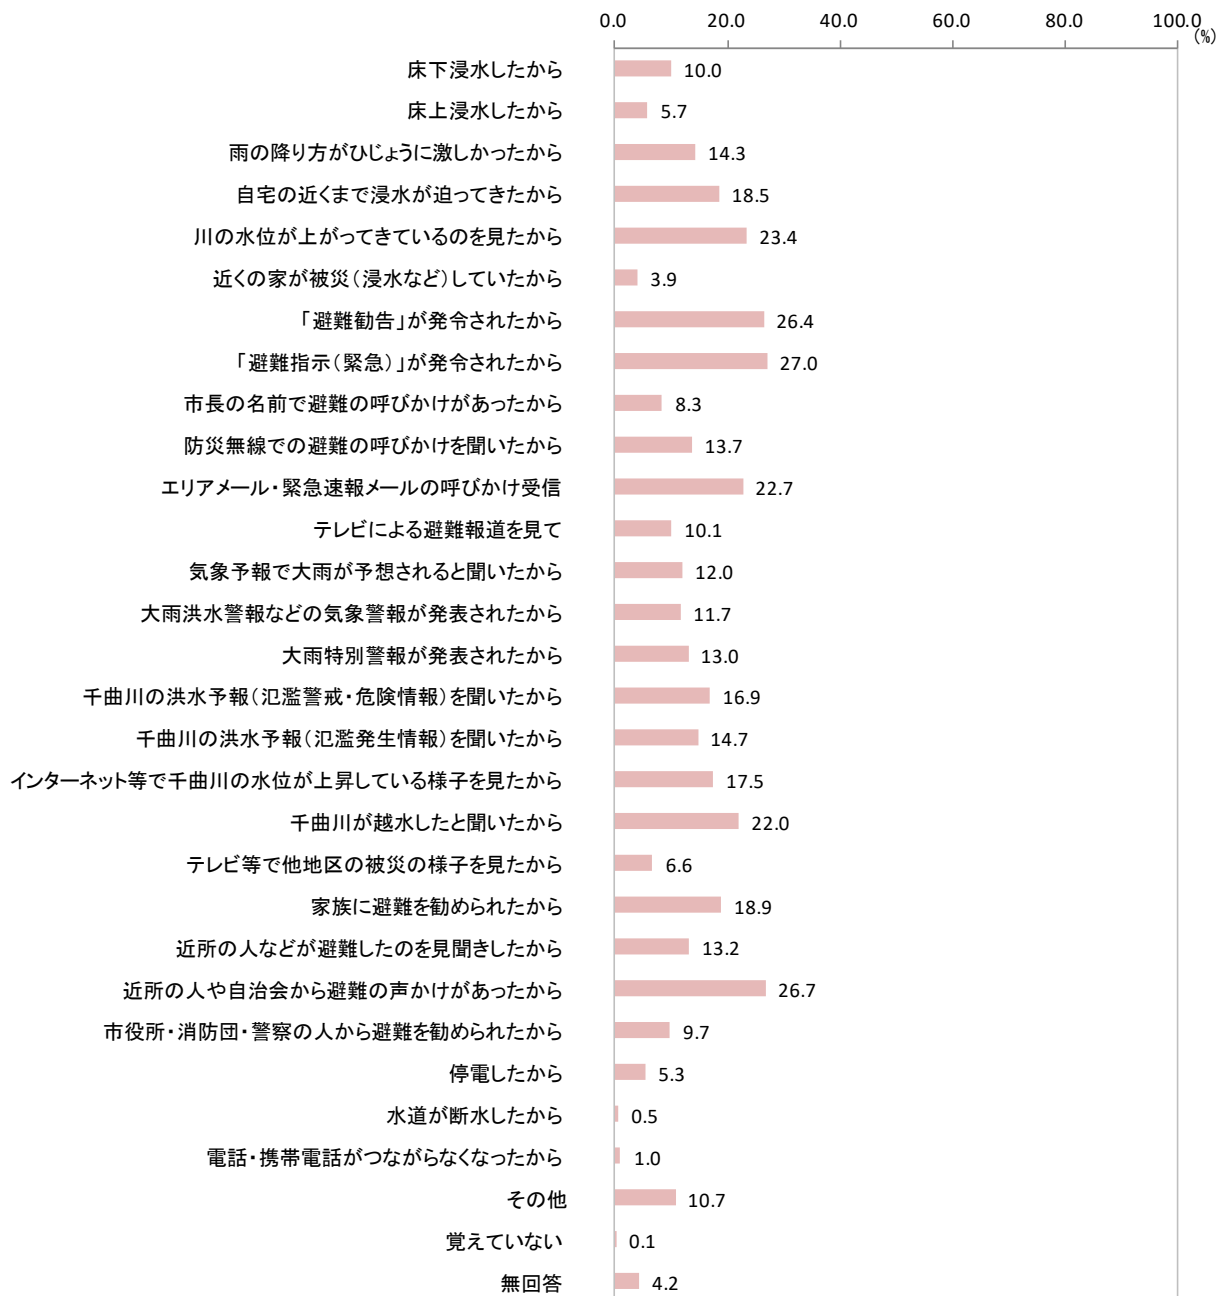 0.0 20.0 40.0 60.0 80.0 100.0
(%)
床下浸水したから 10.0
床上浸水したから 5.7
雨の降り方がひじょうに激しかったから 14.3
自宅の近くまで浸水が迫ってきたから 18.5
川の水位が上がってきているのを見たから 23.4
近くの家が被災（浸水など）していたから 3.9
「避難勧告」が発令されたから 26.4
「避難指示（緊急）」が発令されたから 27.0
市長の名前で避難の呼びかけがあったから 8.3
防災無線での避難の呼びかけを聞いたから 13.7
エリアメール・緊急速報メールの呼びかけ受信 22.7
テレビによる避難報道を見て 10.1
気象予報で大雨が予想されると聞いたから 12.0
大雨洪水警報などの気象警報が発表されたから 11.7
大雨特別警報が発表されたから 13.0
千曲川の洪水予報（氾濫警戒・危険情報）を聞いたから 16.9
千曲川の洪水予報（氾濫発生情報）を聞いたから 14.7
インターネット等で千曲川の水位が上昇している様子を見たから 17.5
千曲川が越水したと聞いたから 22.0
テレビ等で他地区の被災の様子を見たから 6.6
家族に避難を勧められたから 18.9
近所の人などが避難したのを見聞きしたから 13.2
近所の人や自治会から避難の声かけがあったから 26.7
市役所・消防団・警察の人から避難を勧められたから 9.7
停電したから 5.3
水道が断水したから 0.5
電話・携帯電話がつながらなくなったから 1.0
その他 10.7
覚えていない 0.1
無回答 4.2